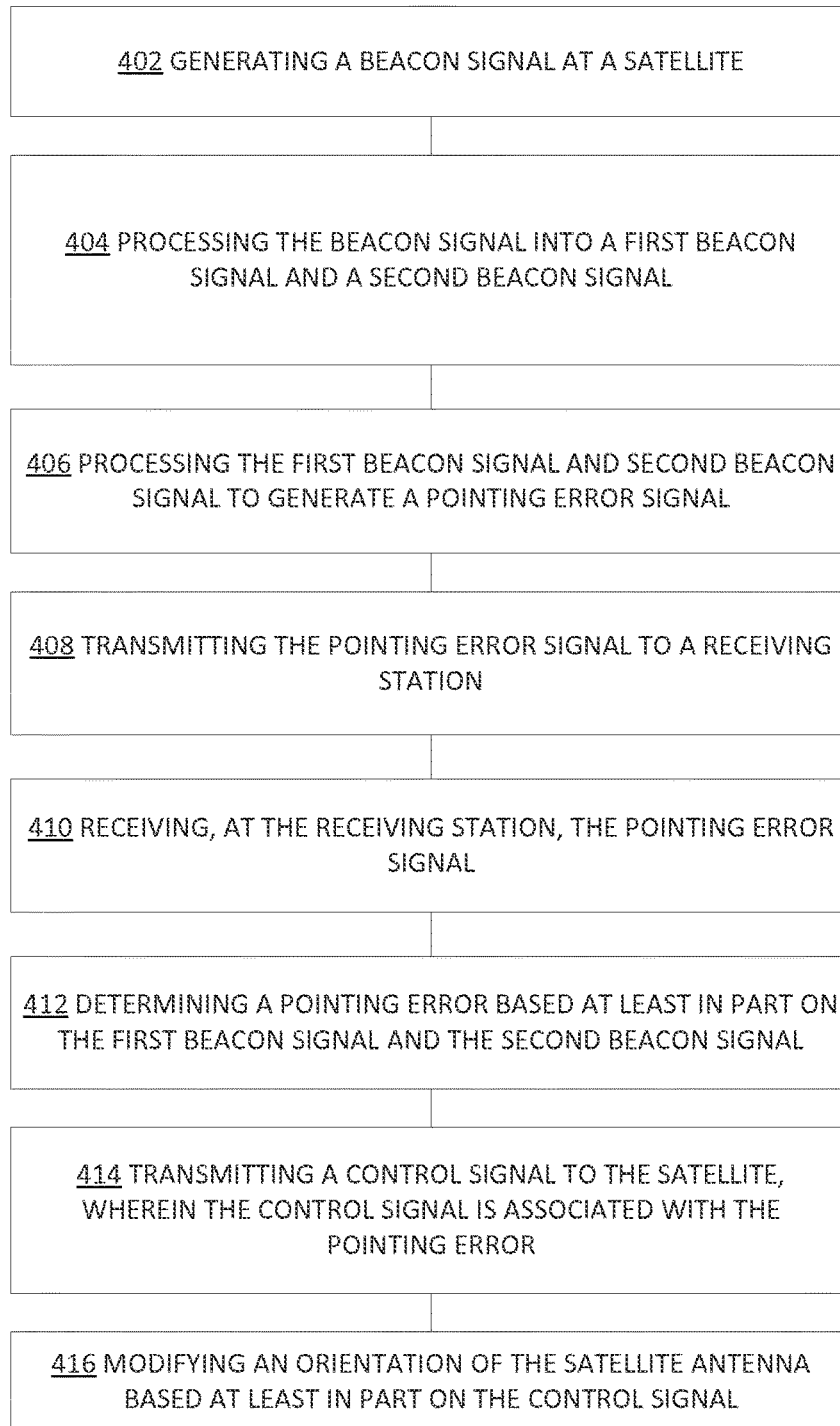 402 GENERATING A BEACON SIGNAL AT A SATELLITE
404 PROCESSING THE BEACON SIGNAL INTO A FIRST BEACON
SIGNAL AND A SECOND BEACON SIGNAL
406 PROCESSING THE FIRST BEACON SIGNAL AND SECOND BEACON
SIGNAL TO GENERATE A POINTING ERROR SIGNAL
408 TRANSMITTING THE POINTING ERROR SIGNAL TO A RECEIVING
STATION
410 RECEIVING, AT THE RECEIVING STATION, THE POINTING ERROR
SIGNAL
412 DETERMINING A POINTING ERROR BASED AT LEAST IN PART ON
THE FIRST BEACON SIGNAL AND THE SECOND BEACON SIGNAL
414 TRANSMITTING A CONTROL SIGNAL TO THE SATELLITE,
WHEREIN THE CONTROL SIGNAL IS ASSOCIATED WITH THE
POINTING ERROR
416 MODIFYING AN ORIENTATION OF THE SATELLITE ANTENNA
BASED AT LEAST IN PART ON THE CONTROL SIGNAL